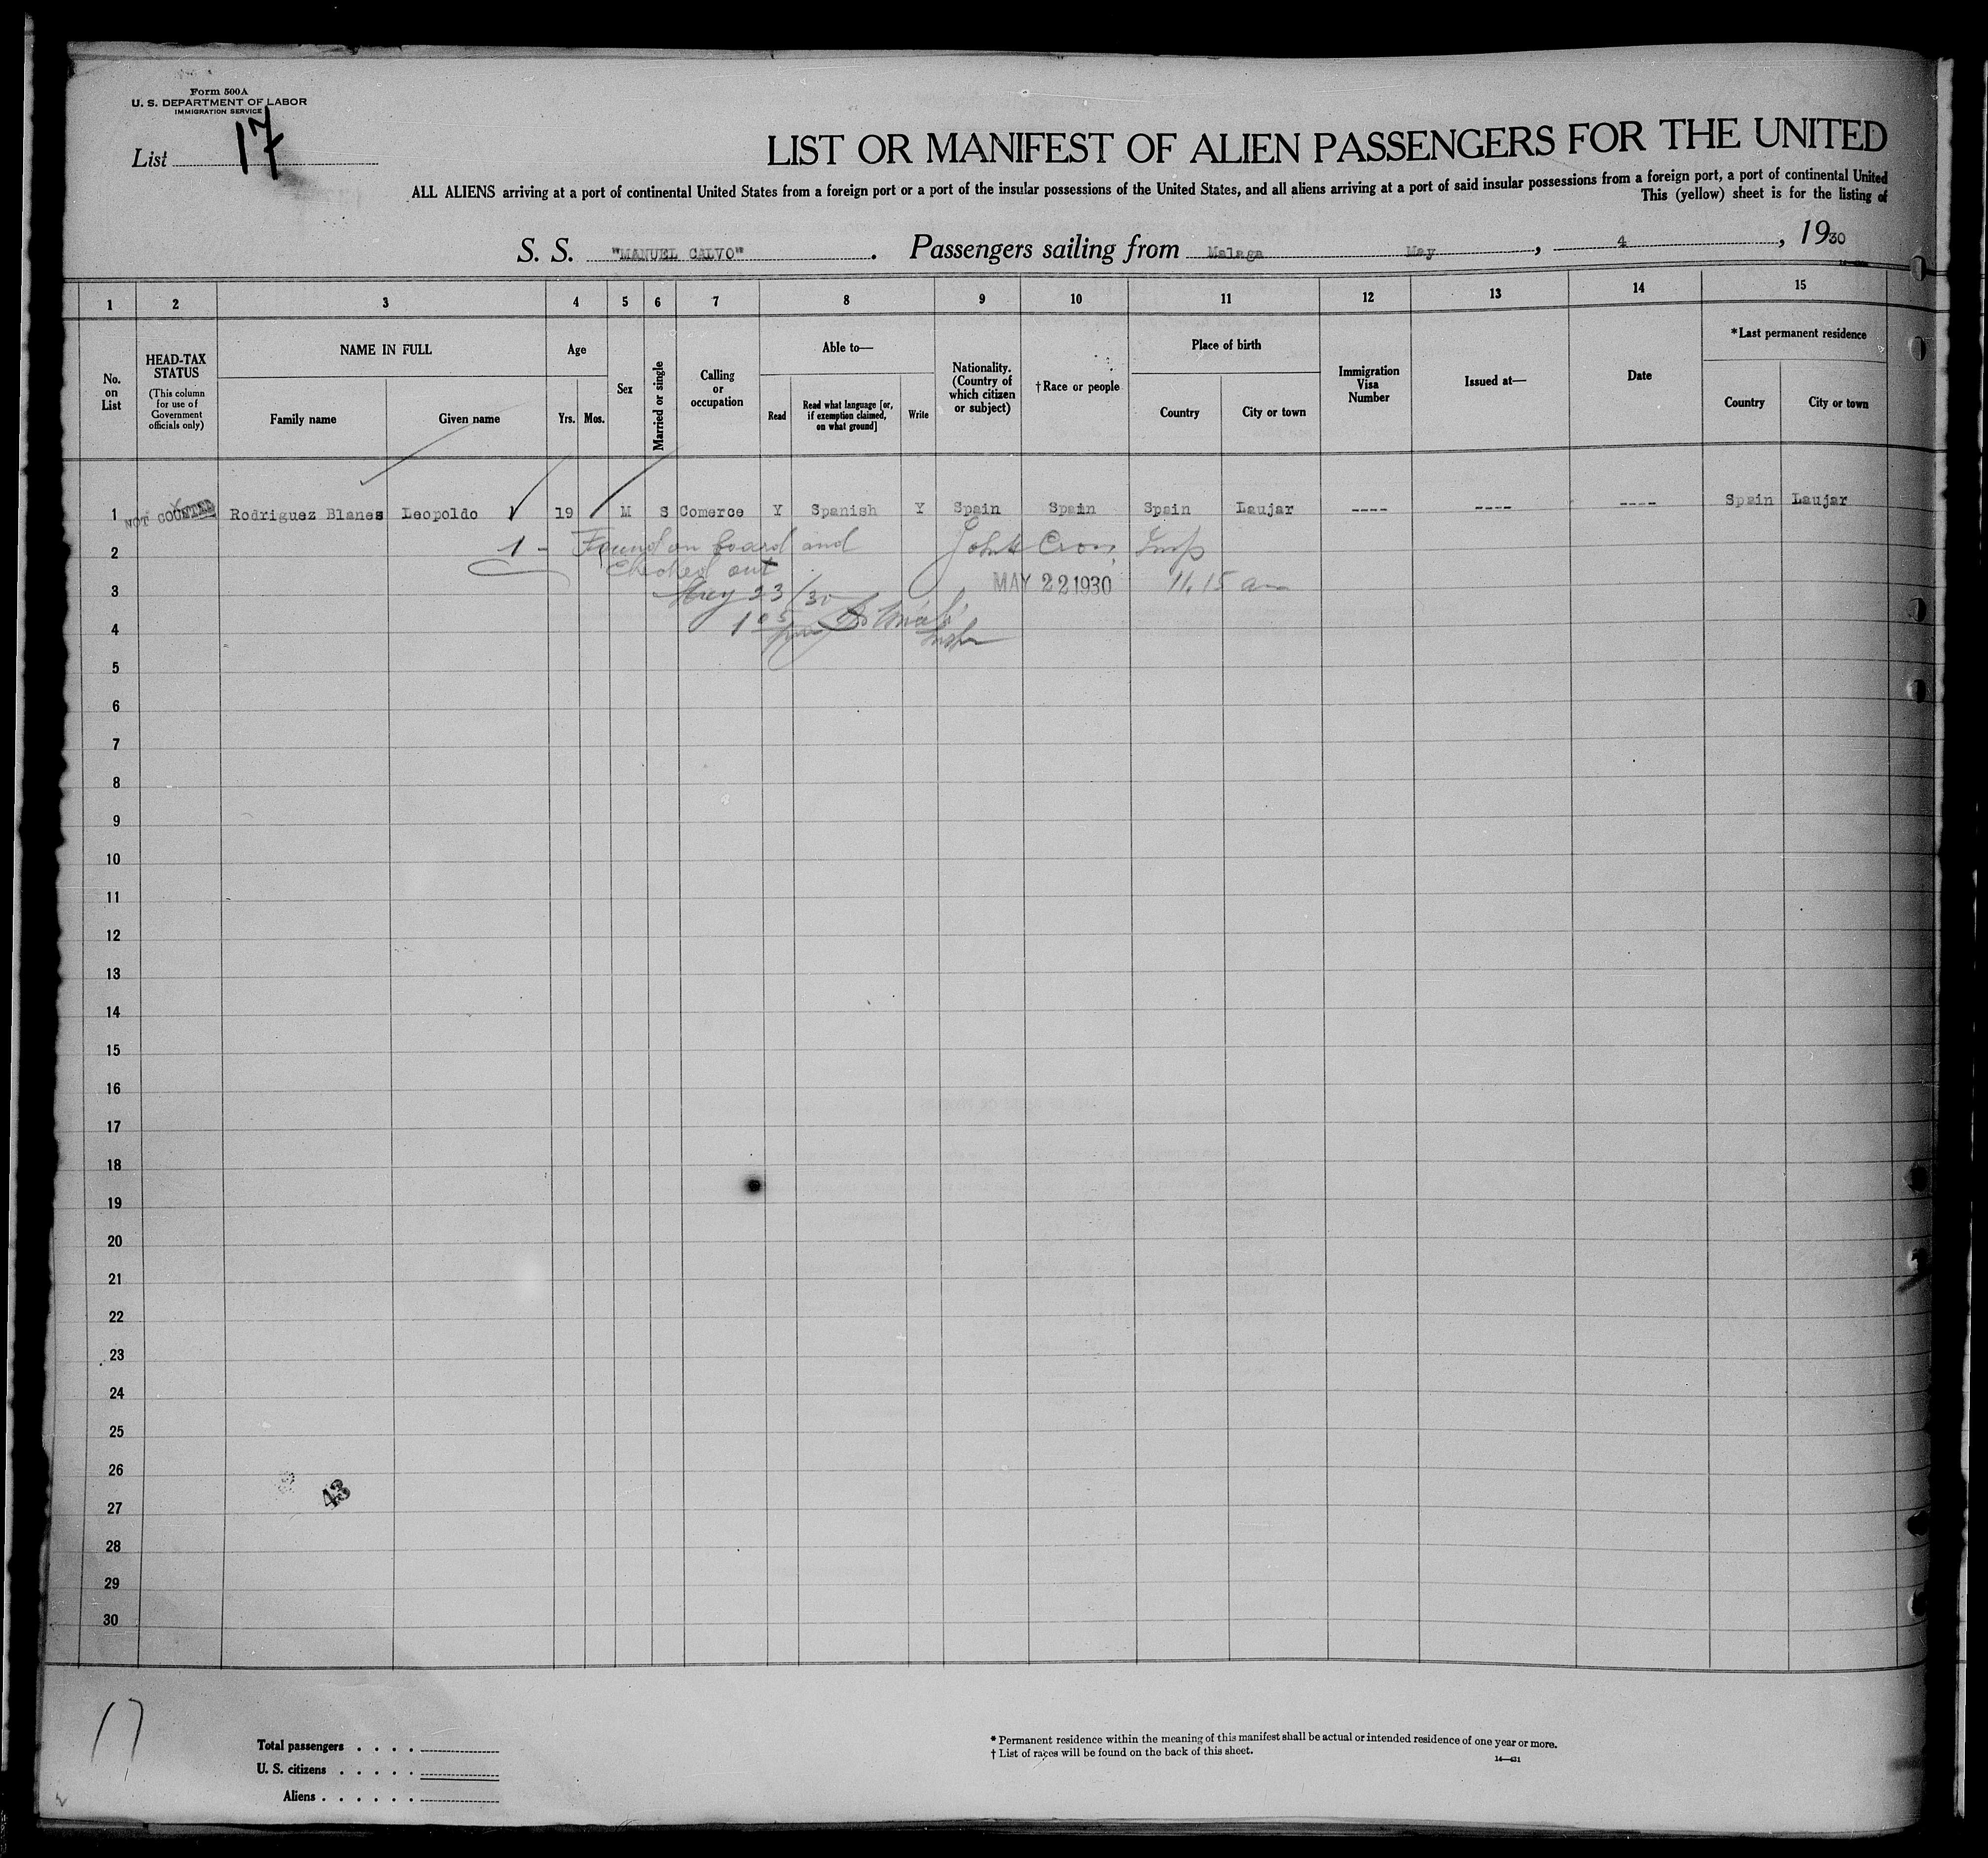 Form 500A
U. S. DEPARTMENT OF LABOR
IMMIGRATION SERVICE
List 17
LIST OR MANIFEST OF ALIEN PASSENGERS FOR THE UNITED
ALL ALIENS arriving at a port of continental United States from a foreign port or a port of the insular possessions of the United States, and all aliens arriving at a port of said insular possessions from a foreign port, a port of continental United
This (yellow) sheet is for the listing of
S. S. "MANUEL CALVO". Passengers sailing from Malaga May, 4, 1930
1 2 3 4 5 6 7 8 9 10 11 12 13 14 15
No. on List
HEAD-TAX STATUS
(This column for use of Government officials only)
NAME IN FULL
Family name
Given name
Age
Yrs. Mos.
Sex
Married or single
Calling or occupation
Able to—
Read
Read what language [or, if exemption claimed, on what ground]
Write
Nationality. (Country of which citizen or subject)
†Race or people
Place of birth
Country
City or town
Immigration Visa Number
Issued at—
Date
*Last permanent residence
Country
City or town
1 NOT COUNTED Rodriguez Blanes Leopoldo 19 M S Comerce Y Spanish Y Spain Spain Spain Laujar ---- ---- ---- Spain Laujar
2 1 - Found on board and John Cross Insp
checked out
3 May 23/30 MAY 22 1930 11.15 am
4 1 05 pm Insp
5
6
7
8
9
10
11
12
13
14
15
16
17
18
19
20
21
22
23
24
25
26
43
27
28
29
30
17
Total passengers . . . .
U. S. citizens . . . . .
Aliens . . . . . .
* Permanent residence within the meaning of this manifest shall be actual or intended residence of one year or more.
† List of races will be found on the back of this sheet.
14—431